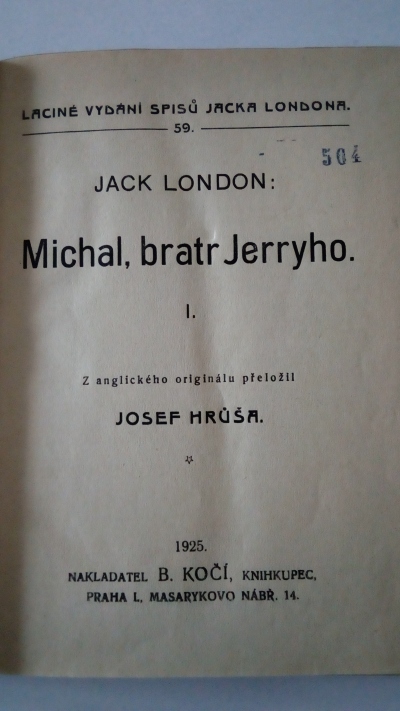 LACINÉ VYDÁNÍ SPISŮ JACKA LONDONA.
59.
504
JACK LONDON:
Michal, bratr Jerryho.
I.
Z anglického originálu přeložil
JOSEF HRŮŠA.
1925.
NAKLADATEL B. KOČÍ, KNIHKUPEC,
PRAHA I., MASARYKOVO NÁBŘ. 14.